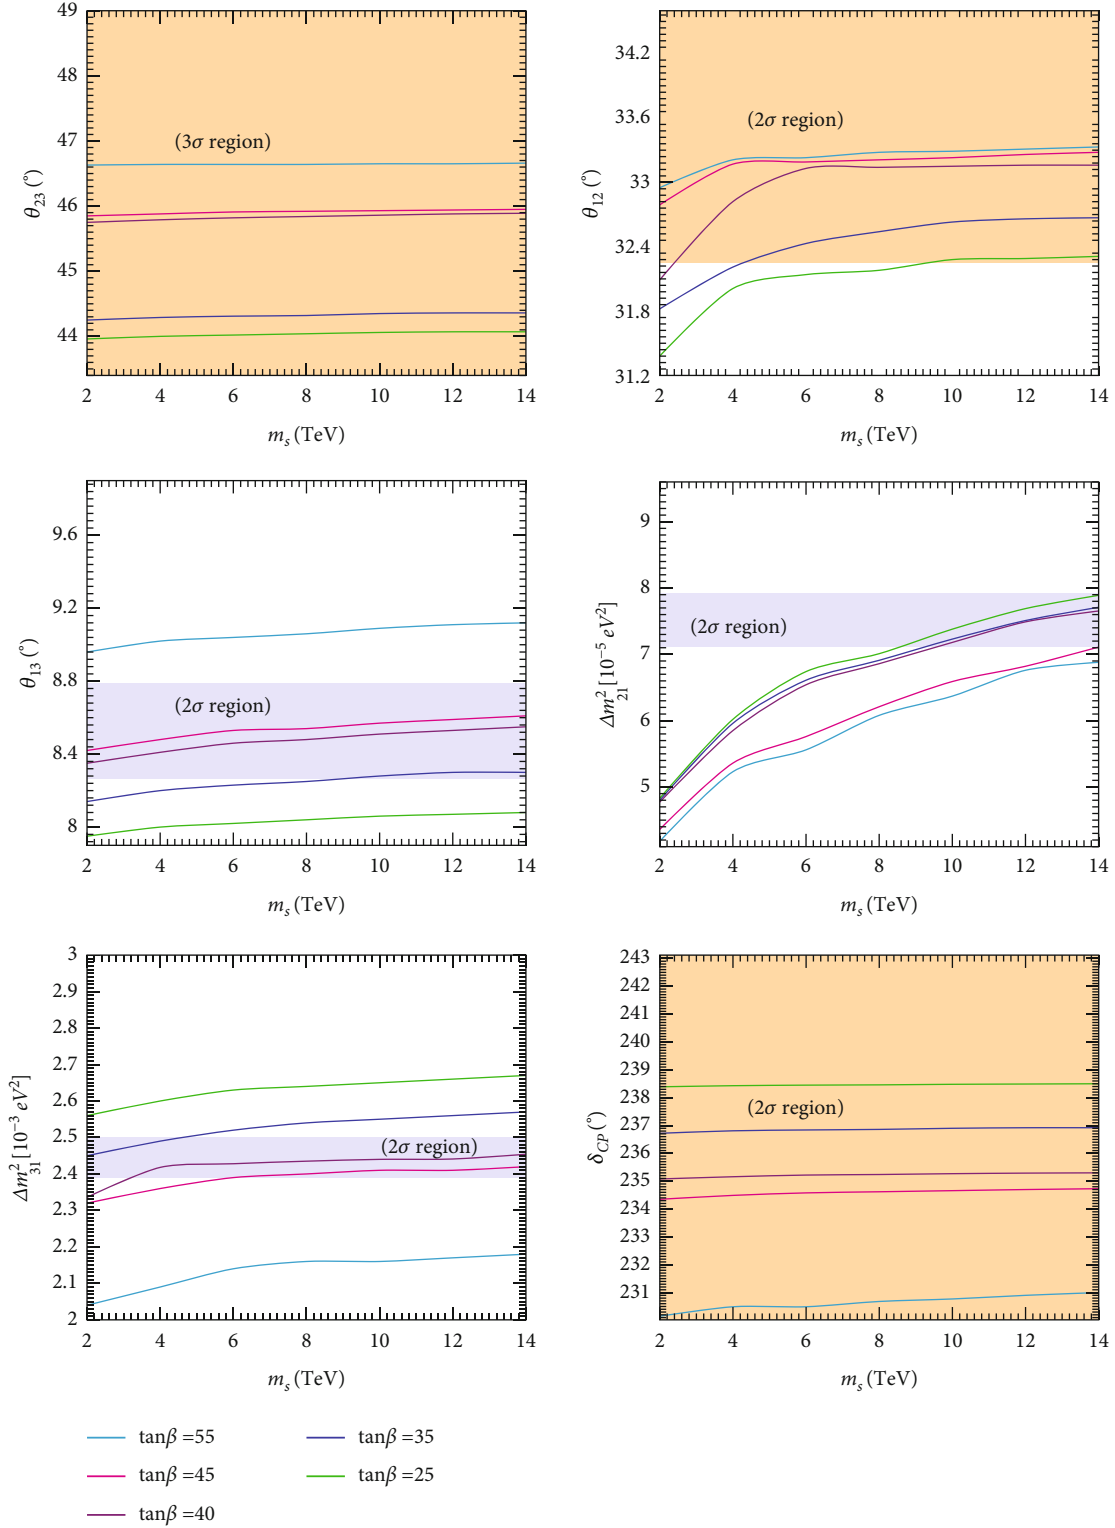 49
48
47
46
45
44
θ23 (°)
(3σ region)
2 4 6 8 10 12 14
m_s (TeV)
34.2
33.6
33
32.4
31.8
31.2
θ12 (°)
(2σ region)
2 4 6 8 10 12 14
m_s (TeV)
9.6
9.2
8.8
8.4
8
θ13 (°)
(2σ region)
2 4 6 8 10 12 14
m_s (TeV)
9
8
7
6
5
Δm²21 [10⁻⁵ eV²]
(2σ region)
2 4 6 8 10 12 14
m_s (TeV)
3
2.9
2.8
2.7
2.6
2.5
2.4
2.3
2.2
2.1
2
Δm²31 [10⁻³ eV²]
(2σ region)
2 4 6 8 10 12 14
m_s (TeV)
243
242
241
240
239
238
237
236
235
234
233
232
231
δCP (°)
(2σ region)
2 4 6 8 10 12 14
m_s (TeV)
tanβ =55
tanβ =45
tanβ =40
tanβ =35
tanβ =25